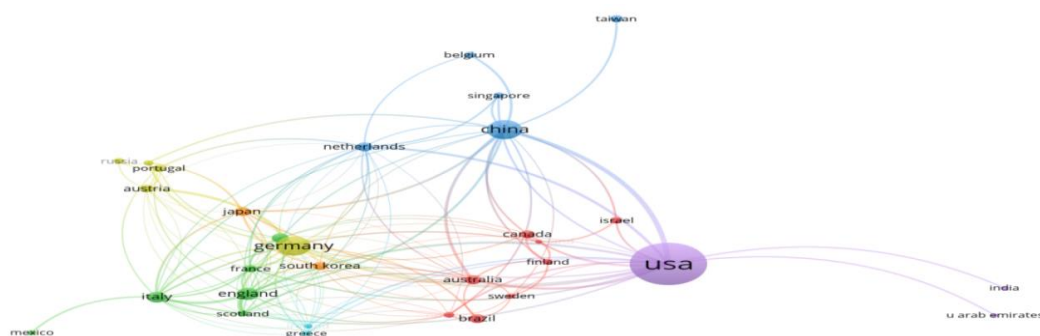 taiwan
belgium
singapore
china
netherlands
russia
portugal
austria
japan
israel
canada
germany
finland
usa
france
south korea
australia
india
england
sweden
italy
scotland
brazil
u arab emirates
greece
mexico